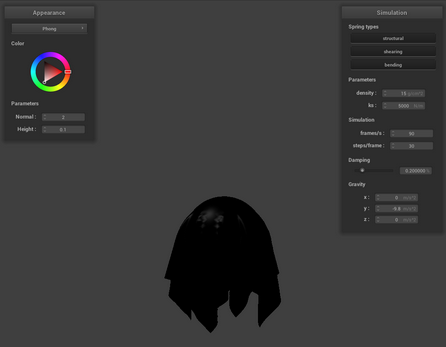 Appearance
Phong
Color
Parameters
Normal : 2
Height : 0.1
Simulation
Spring types
structural
shearing
bending
Parameters
density : 15 g/cm^2
ks : 5000 N/m
Simulation
frames/s : 90
steps/frame : 30
Damping
0.200000
Gravity
x : 0 m/s^2
y : -9.8 m/s^2
z : 0 m/s^2